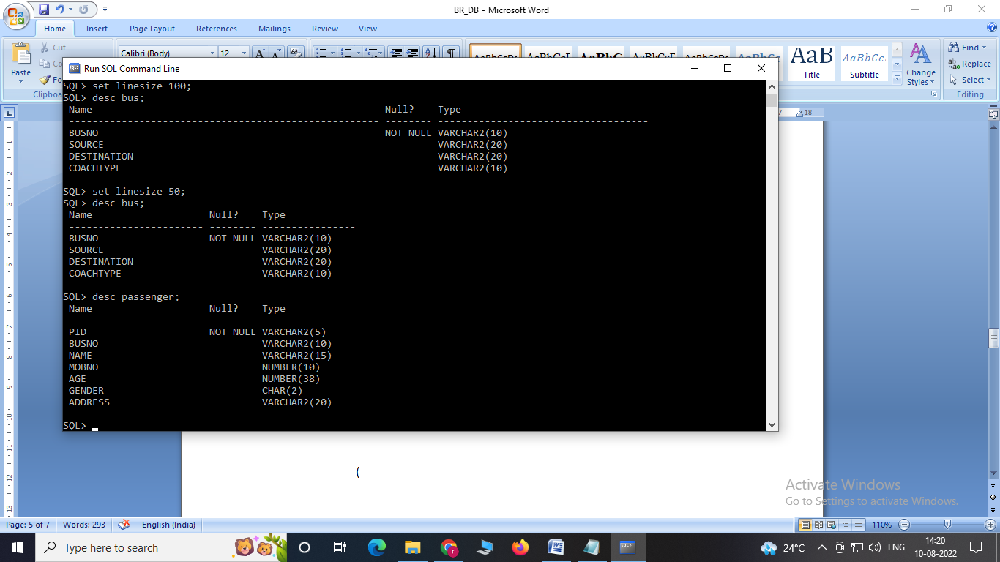 BR_DB - Microsoft Word
Home Insert Page Layout References Mailings Review View
Cut
Paste
Calibri (Body) 12
AaB AaBbCc.
Title Subtitle
Change Styles
Find
Replace
Select
Editing
Run SQL Command Line
SQL> set linesize 100;
SQL> desc bus;
Name Null? Type
----------------------------------------------------- -------- ------------------------------------
BUSNO NOT NULL VARCHAR2(10)
SOURCE VARCHAR2(20)
DESTINATION VARCHAR2(20)
COACHTYPE VARCHAR2(10)
SQL> set linesize 50;
SQL> desc bus;
Name Null? Type
----------------------- -------- ----------------
BUSNO NOT NULL VARCHAR2(10)
SOURCE VARCHAR2(20)
DESTINATION VARCHAR2(20)
COACHTYPE VARCHAR2(10)
SQL> desc passenger;
Name Null? Type
----------------------- -------- ----------------
PID NOT NULL VARCHAR2(5)
BUSNO VARCHAR2(10)
NAME VARCHAR2(15)
MOBNO NUMBER(10)
AGE NUMBER(38)
GENDER CHAR(2)
ADDRESS VARCHAR2(20)
SQL>
(
Activate Windows
Go to Settings to activate Windows.
Page: 5 of 7 Words: 293 English (India) 110%
Type here to search
24°C ENG
14:20
10-08-2022